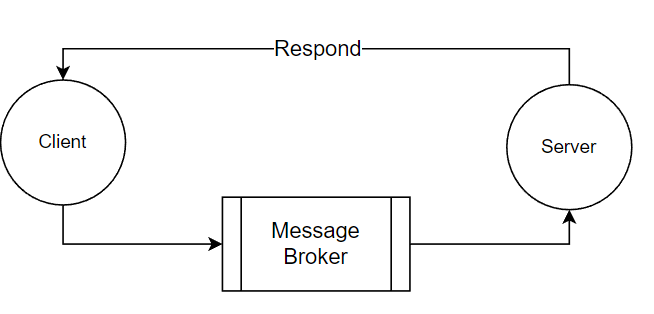 Respond
Client
Server
Message
Broker